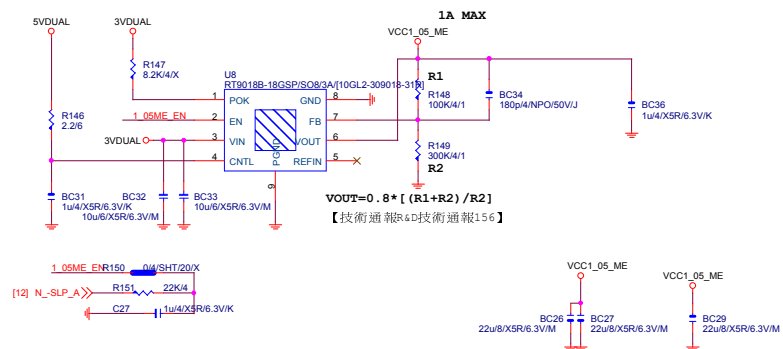 1A MAX
5VDUAL
3VDUAL
VCC1_05_ME
R147
8.2K/4/X
U8
RT9018B-18GSP/SO8/3A/[10GL2-309018-31R]
R1
R148
100K/4/1
BC34
180p/4/NPO/50V/J
BC36
1u/4/X5R/6.3V/K
R146
2.2/6
1_05ME_EN
3VDUAL
1 POK GND 8
2 EN FB 7
3 VIN VOUT 6
4 CNTL REFIN 5
PGND
9
R149
300K/4/1
R2
BC31
1u/4/X5R/6.3V/K
BC32
10u/6/X5R/6.3V/M
BC33
10u/6/X5R/6.3V/M
VOUT=0.8*[(R1+R2)/R2]
【技術通報R&D技術通報156】
1_05ME_EN
R150 0/4/SHT/20/X
[12] N_-SLP_A
R151 22K/4
C27 1u/4/X5R/6.3V/K
VCC1_05_ME
VCC1_05_ME
BC26
22u/8/X5R/6.3V/M
BC27
22u/8/X5R/6.3V/M
BC29
22u/8/X5R/6.3V/M